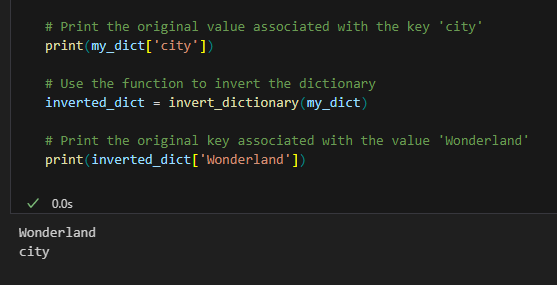 # Print the original value associated with the key 'city'
print(my_dict['city'])
# Use the function to invert the dictionary
inverted_dict = invert_dictionary(my_dict)
# Print the original key associated with the value 'Wonderland'
print(inverted_dict['Wonderland'])
✓ 0.0s
Wonderland
city